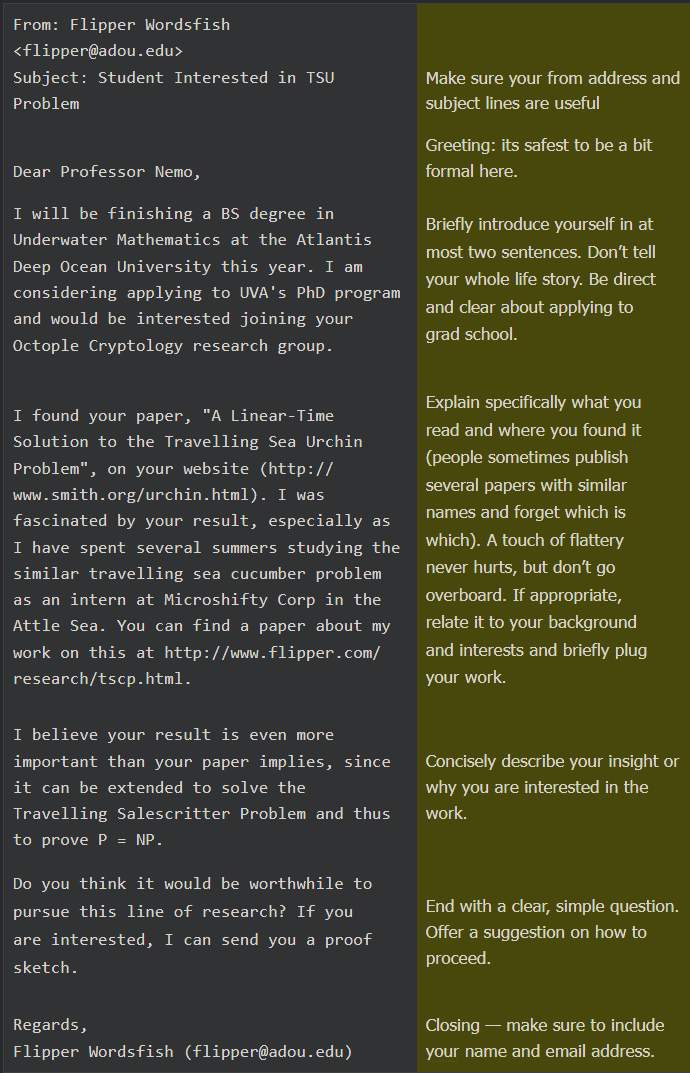 From: Flipper Wordsfish
<flipper@adou.edu>
Subject: Student Interested in TSU
Problem
Make sure your from address and
subject lines are useful
Dear Professor Nemo,
Greeting: its safest to be a bit
formal here.
I will be finishing a BS degree in
Underwater Mathematics at the Atlantis
Deep Ocean University this year. I am
considering applying to UVA's PhD program
and would be interested joining your
Octople Cryptology research group.
Briefly introduce yourself in at
most two sentences. Don’t tell
your whole life story. Be direct
and clear about applying to
grad school.
I found your paper, "A Linear-Time
Solution to the Travelling Sea Urchin
Problem", on your website (http://
www.smith.org/urchin.html). I was
fascinated by your result, especially as
I have spent several summers studying the
similar travelling sea cucumber problem
as an intern at Microshifty Corp in the
Attle Sea. You can find a paper about my
work on this at http://www.flipper.com/
research/tscp.html.
Explain specifically what you
read and where you found it
(people sometimes publish
several papers with similar
names and forget which is
which). A touch of flattery
never hurts, but don’t go
overboard. If appropriate,
relate it to your background
and interests and briefly plug
your work.
I believe your result is even more
important than your paper implies, since
it can be extended to solve the
Travelling Salescritter Problem and thus
to prove P = NP.
Concisely describe your insight or
why you are interested in the
work.
Do you think it would be worthwhile to
pursue this line of research? If you
are interested, I can send you a proof
sketch.
End with a clear, simple question.
Offer a suggestion on how to
proceed.
Regards,
Flipper Wordsfish (flipper@adou.edu)
Closing — make sure to include
your name and email address.